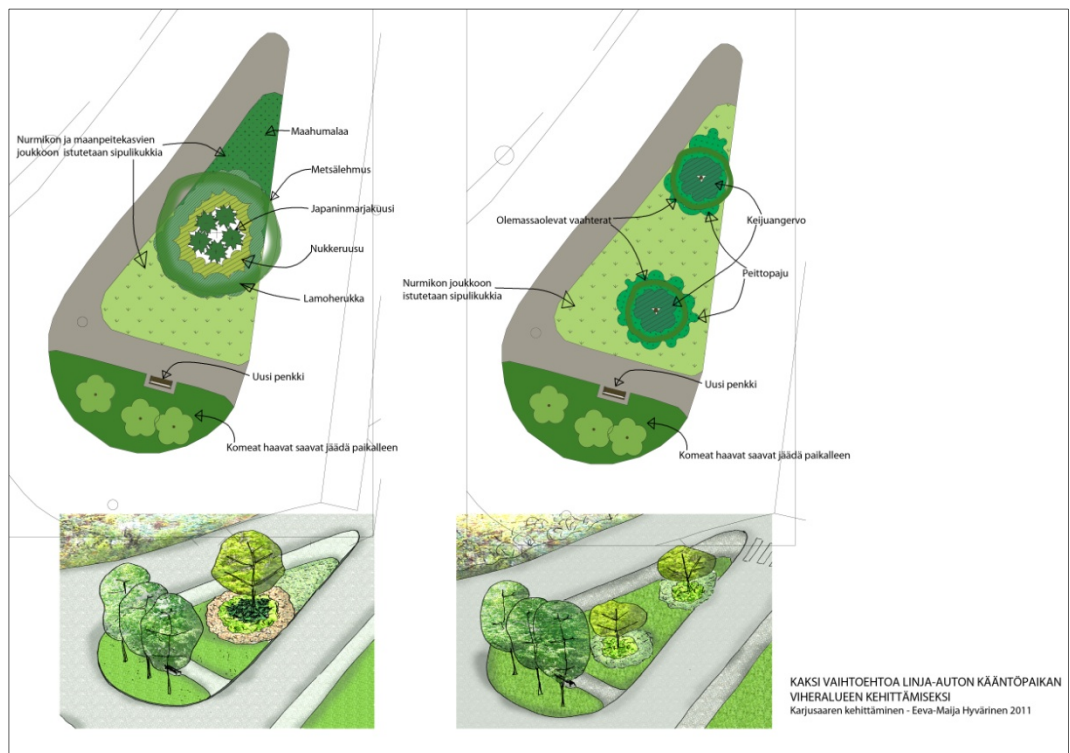 Maahumalaa
Nurmikon ja maanpeitekasvien
joukkoon istutetaan sipulikukkia
Metsälehmus
Japaninmarjakuusi
Nukkeruusu
Lamoherukka
Uusi penkki
Komeat haavat saavat jäädä paikalleen
Olemassaolevat vaahterat
Keijuangervo
Peittopaju
Nurmikon joukkoon
istutetaan sipulikukkia
Uusi penkki
Komeat haavat saavat jäädä paikalleen
KAKSI VAIHTOEHTOA LINJA-AUTON KÄÄNTÖPAIKAN
VIHERALUEEN KEHITTÄMISEKSI
Karjusaaren kehittäminen - Eeva-Maija Hyvärinen 2011